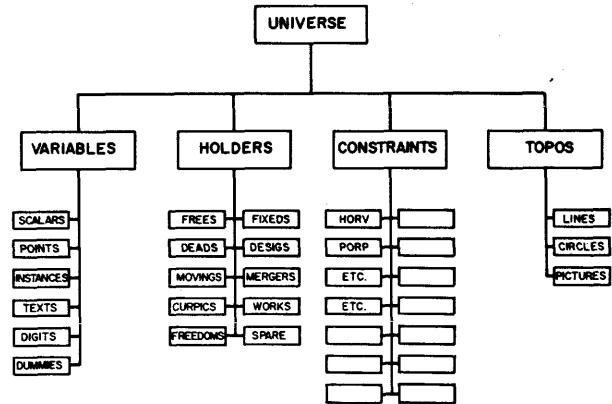 UNIVERSE
VARIABLES HOLDERS CONSTRAINTS TOPOS
SCALARS FREES FIXEDS HORV LINES
POINTS DEADS DESIGS PORP CIRCLES
INSTANCES MOVINGS MERGERS ETC. PICTURES
TEXTS CURPICS WORKS ETC.
DIGITS FREEDOMS SPARE
DUMMIES